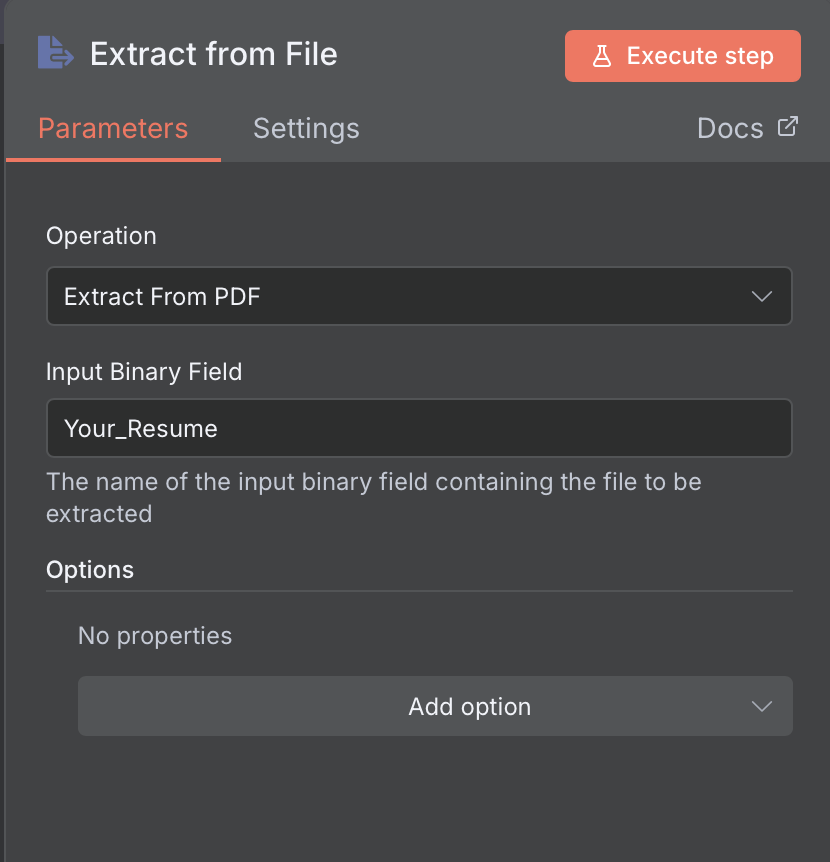 Extract from File
Execute step
Parameters
Settings
Docs
Operation
Extract From PDF
Input Binary Field
Your_Resume
The name of the input binary field containing the file to be
extracted
Options
No properties
Add option